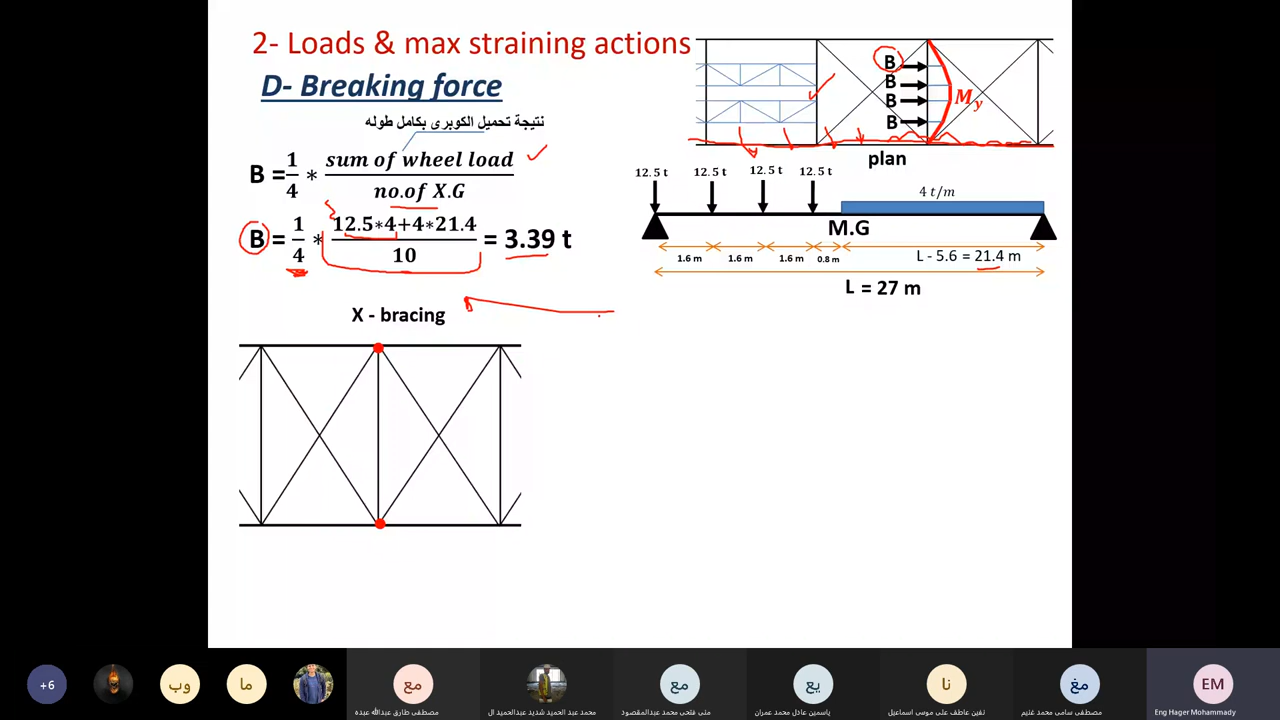 2- Loads & max straining actions
D- Breaking force
نتيجة تحميل الكوبرى بكامل طوله
B = 1/4 * sum of wheel load / no.of X.G
B = 1/4 * 12.5*4+4*21.4 / 10 = 3.39 t
X - bracing
B
B
B
B
My
plan
12.5 t 12.5 t 12.5 t 12.5 t
4 t/m
M.G
1.6 m 1.6 m 1.6 m 0.8 m L - 5.6 = 21.4 m
L = 27 m
+6
وب
ما
مع
مع
يع
نا
مغ
EM
مصطفى طارق عبدالله عبده
محمد عبد الحميد شديد عبدالحميد ال
منى فتحى محمد عبدالمقصود
ياسمين عادل محمد عمران
نفين عاطف على موسى اسماعيل
مصطفى سامى محمد غنيم
Eng Hager Mohammady